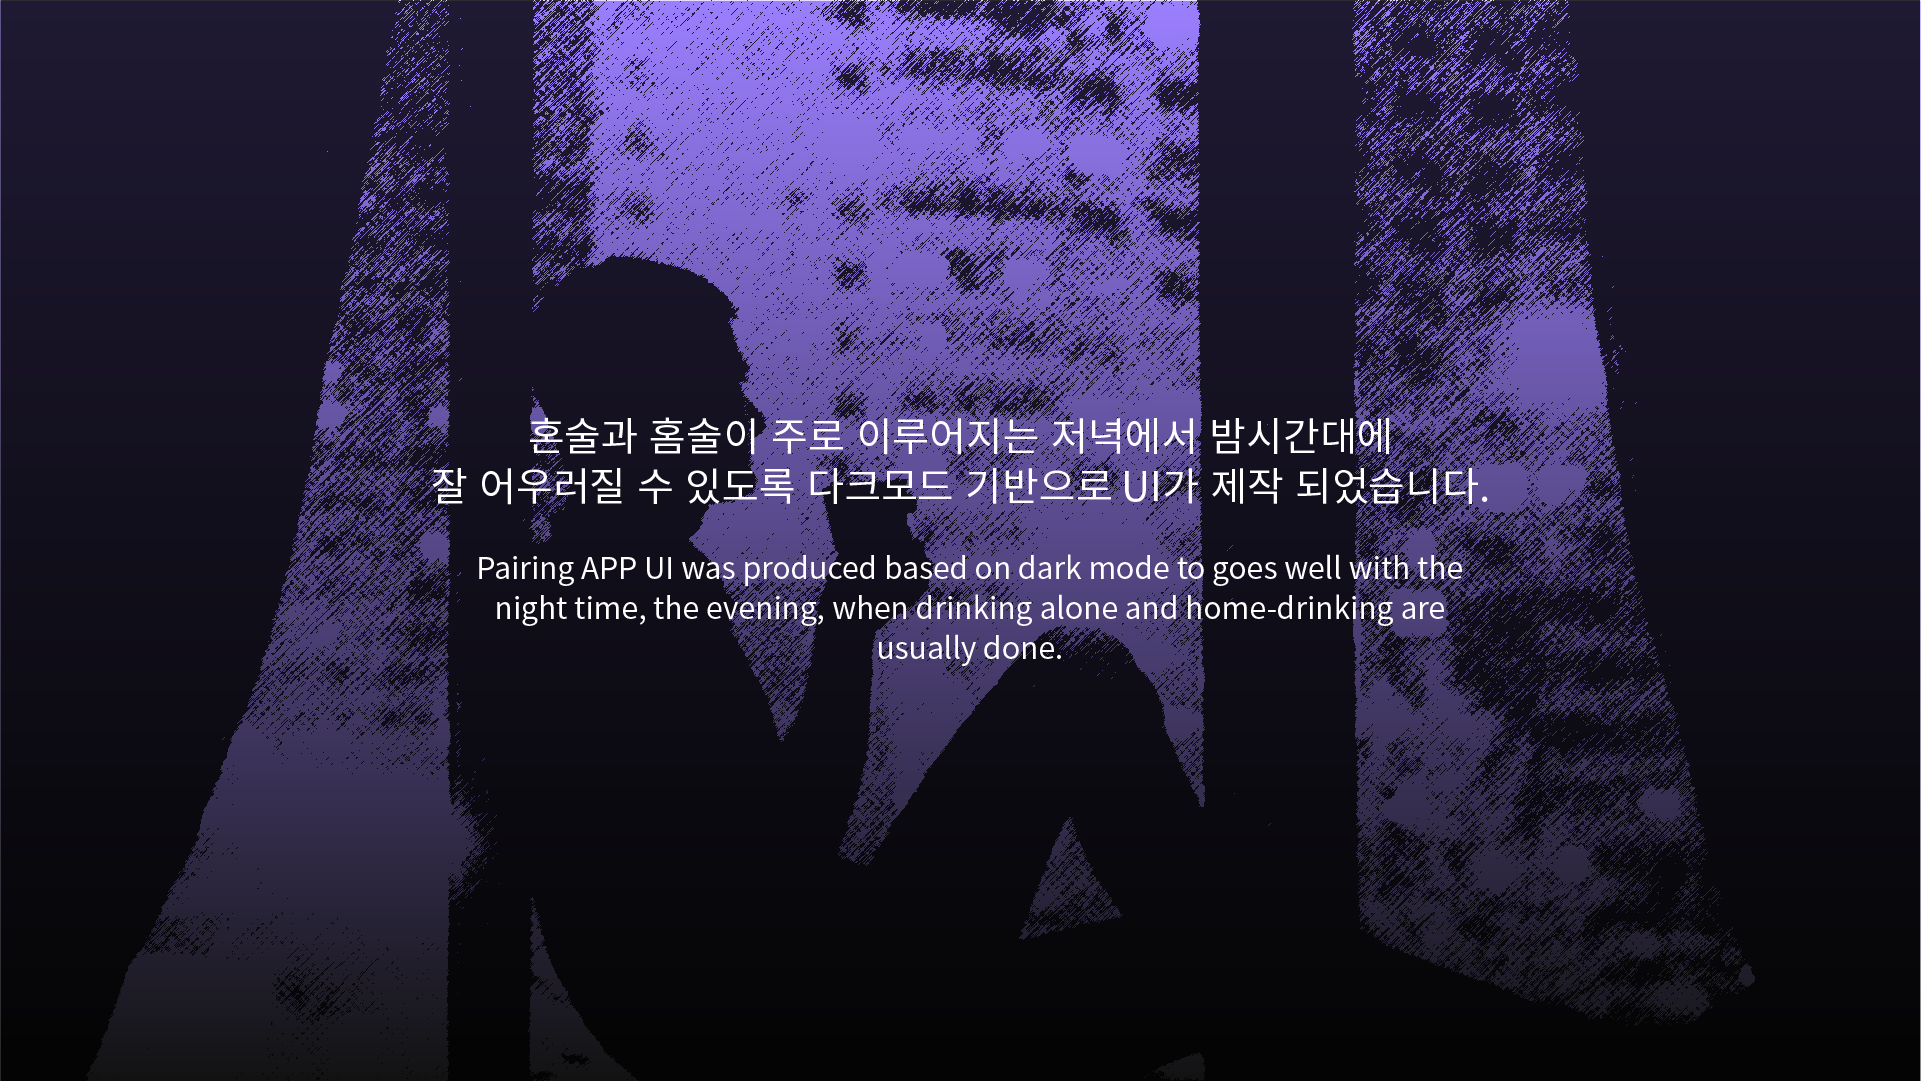 혼술과 홈술이 주로 이루어지는 저녁에서 밤시간대에
잘 어우러질 수 있도록 다크모드 기반으로 UI가 제작 되었습니다.
Pairing APP UI was produced based on dark mode to goes well with the
night time, the evening, when drinking alone and home-drinking are
usually done.